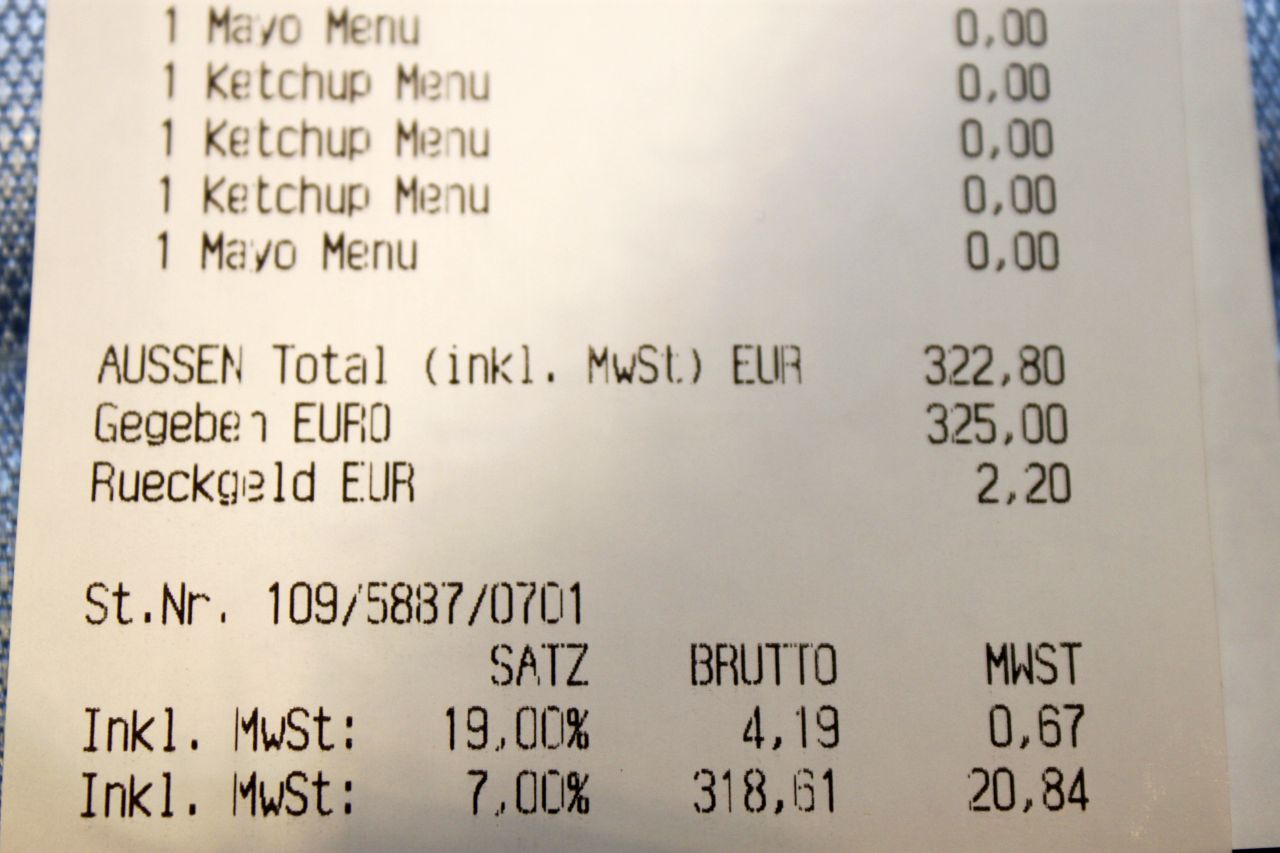 1 Mayo Menu 0,00
1 Ketchup Menu 0,00
1 Ketchup Menu 0,00
1 Ketchup Menu 0,00
1 Mayo Menu 0,00
AUSSEN Total (inkl. MwSt) EUR 322,80
Gegeben EURO 325,00
Rueckgeld EUR 2,20
St.Nr. 109/5887/0701
SATZ BRUTTO MWST
Inkl. MwSt: 19,00% 4,19 0,67
Inkl. MwSt: 7,00% 318,61 20,84